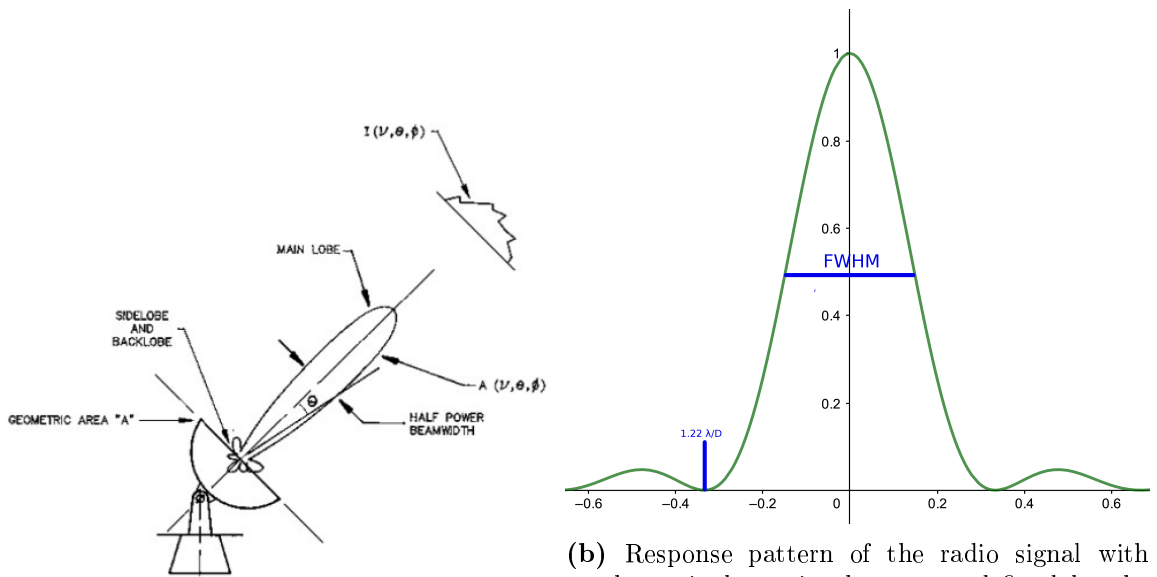 I(ν,θ,ϕ)
MAIN LOBE
SIDELOBE
AND
BACKLOBE
A (ν,θ,ϕ)
Θ
GEOMETRIC AREA "A"
HALF POWER
BEAMWIDTH
1
0.8
0.6
FWHM
0.4
0.2
1.22 λ/D
–0.6
–0.4
–0.2
0
0.2
0.4
0.6
(b) Response pattern of the radio signal with